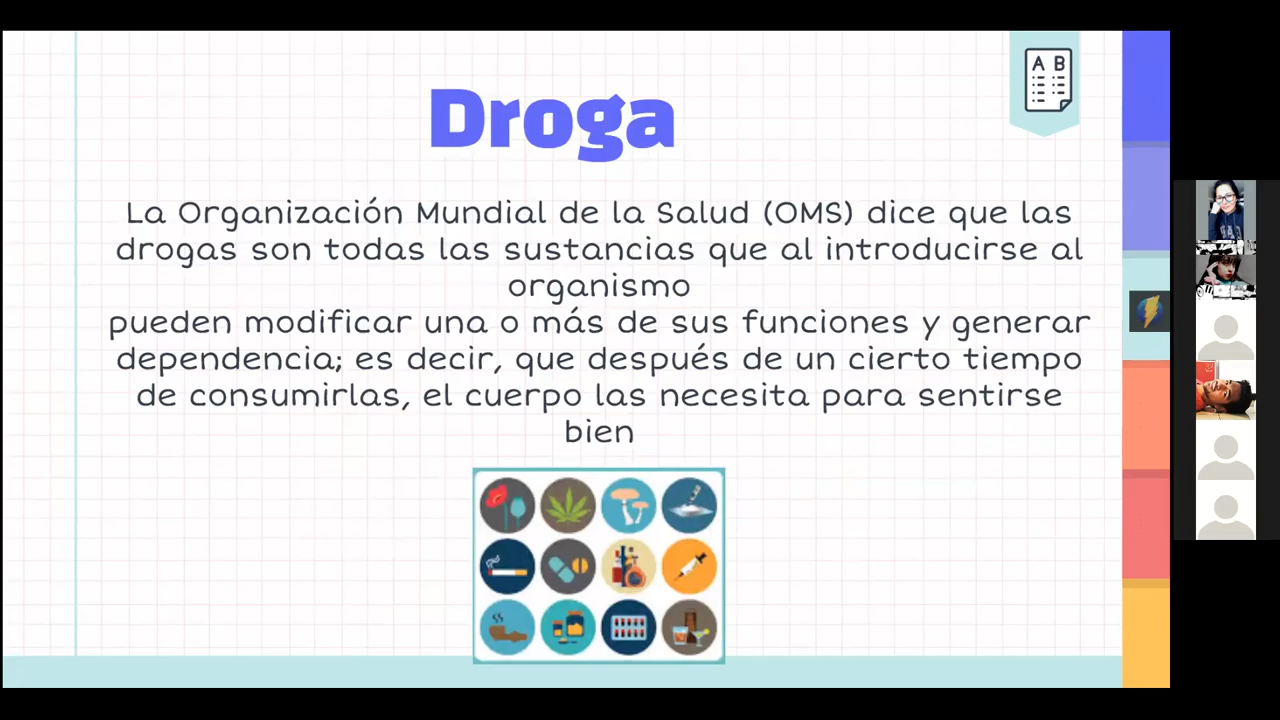 Droga
A B
La Organización Mundial de la Salud (OMS) dice que las
drogas son todas las sustancias que al introducirse al
organismo
pueden modificar una o más de sus funciones y generar
dependencia; es decir, que después de un cierto tiempo
de consumirlas, el cuerpo las necesita para sentirse
bien